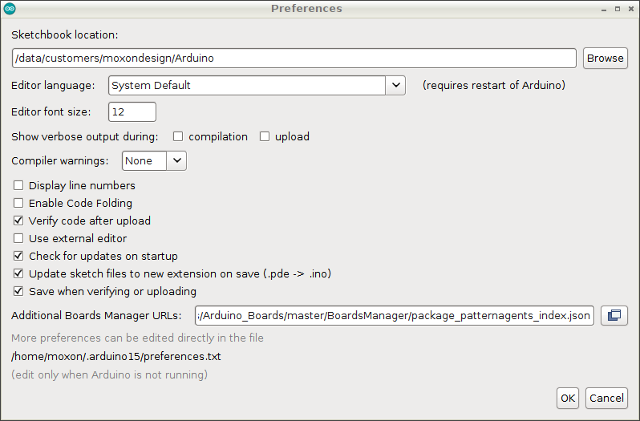 Preferences
Sketchbook location:
/data/customers/moxondesign/Arduino Browse
Editor language: System Default (requires restart of Arduino)
Editor font size: 12
Show verbose output during: compilation upload
Compiler warnings: None
Display line numbers
Enable Code Folding
Verify code after upload
Use external editor
Check for updates on startup
Update sketch files to new extension on save (.pde -> .ino)
Save when verifying or uploading
Additional Boards Manager URLs: /Arduino_Boards/master/BoardsManager/package_patternagents_index.json
More preferences can be edited directly in the file
/home/moxon/.arduino15/preferences.txt
(edit only when Arduino is not running)
OK Cancel